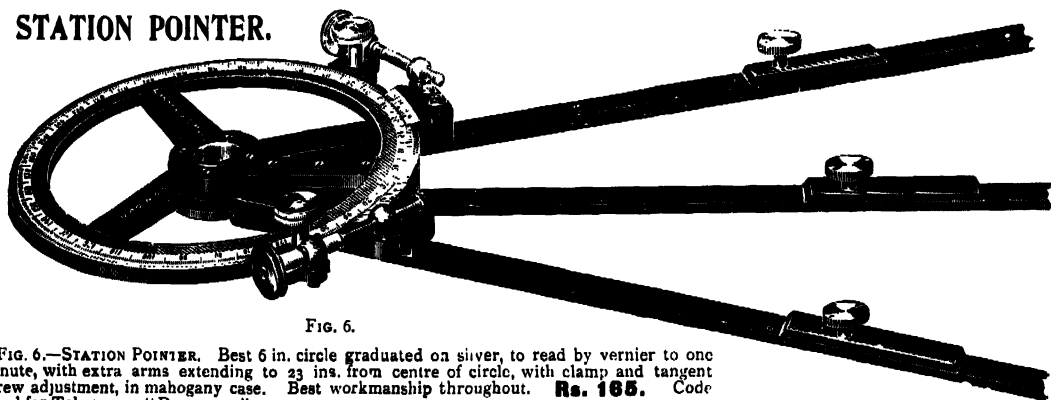 STATION POINTER.
FIG. 6.
FIG. 6.—STATION POINTER. Best 6 in. circle graduated on silver, to read by vernier to one
nute, with extra arms extending to 23 ins. from centre of circle, with clamp and tangent
rew adjustment, in mahogany case. Best workmanship throughout. Rs. 165. Code